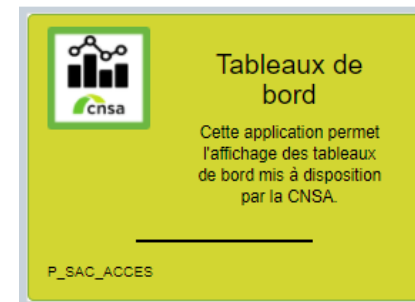 cnsa
Tableaux de
bord
Cette application permet
l'affichage des tableaux
de bord mis à disposition
par la CNSA.
P_SAC_ACCES